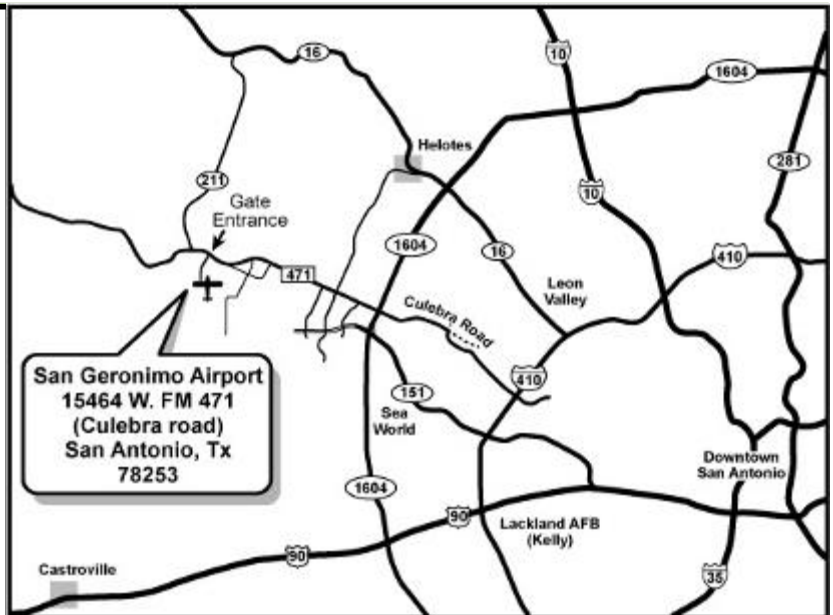 16
10
1604
Helotes
281
211
Gate
Entrance
10
1604
16
410
471
Leon
Valley
Culebra Road
San Geronimo Airport
15464 W. FM 471
(Culebra road)
San Antonio, Tx
78253
410
151
Sea
World
Downtown
San Antonio
1604
90
Lackland AFB
(Kelly)
90
Castroville
35